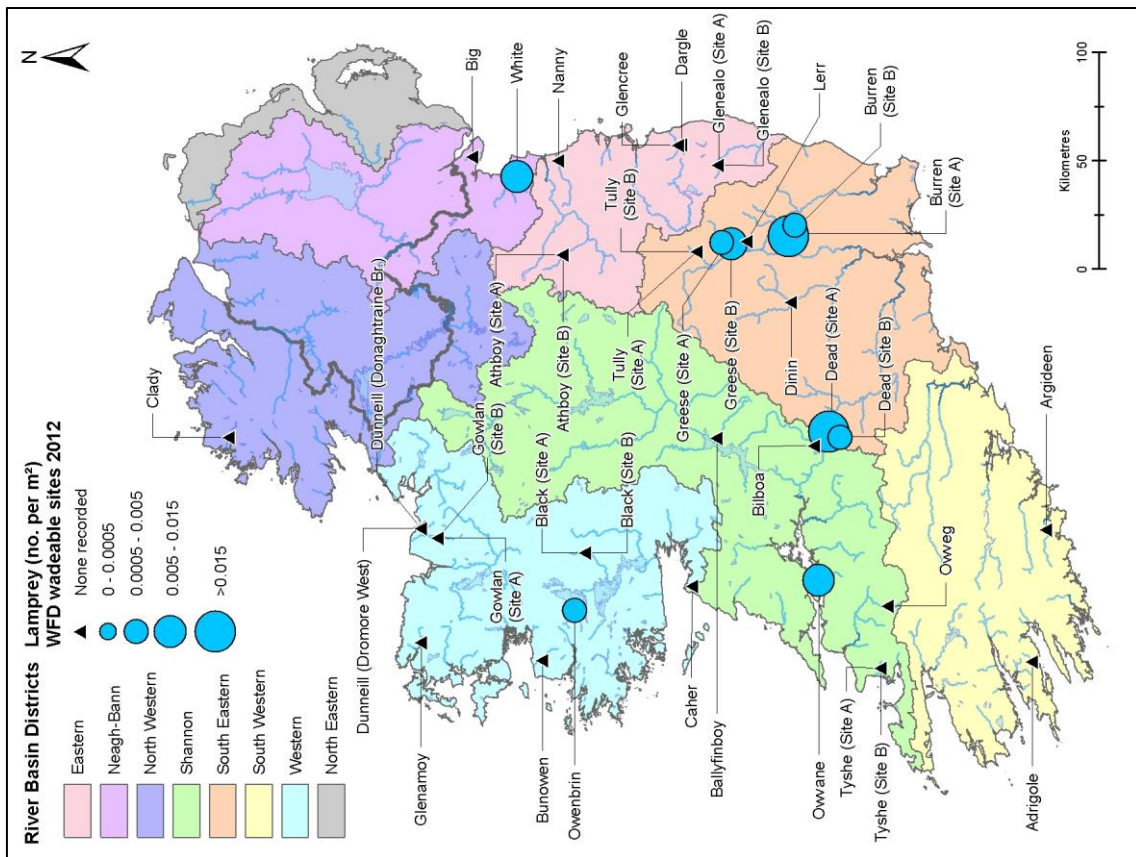 River Basin Districts
Eastern
Neagh-Bann
North Western
Shannon
South Eastern
South Western
Western
North Eastern
Lamprey (no. per m²)
WFD wadeable sites 2012
None recorded
0 - 0.0005
0.0005 - 0.005
0.005 - 0.015
>0.015
N
Clady
Dunneill (Donaghtraine Br.)
Dunneill (Dromore West)
Gowlan
(Site B)
Gowlan
(Site A)
Glenamoy
Bunowen
Owenbrin
Black (Site A)
Black (Site B)
Athboy (Site A)
Athboy (Site B)
Big
White
Nanny
Glencree
Dargle
Glenealo (Site A)
Glenealo (Site B)
Lerr
Tully
(Site B)
Tully
(Site A)
Greese (Site A)
Greese (Site B)
Burren
(Site B)
Burren
(Site A)
Dinin
Dead (Site A)
Dead (Site B)
Bilboa
Caher
Ballyfinboy
Owvane
Tyshe (Site A)
Tyshe (Site B)
Owveg
Adrigole
Argideen
0
50
100
Kilometres